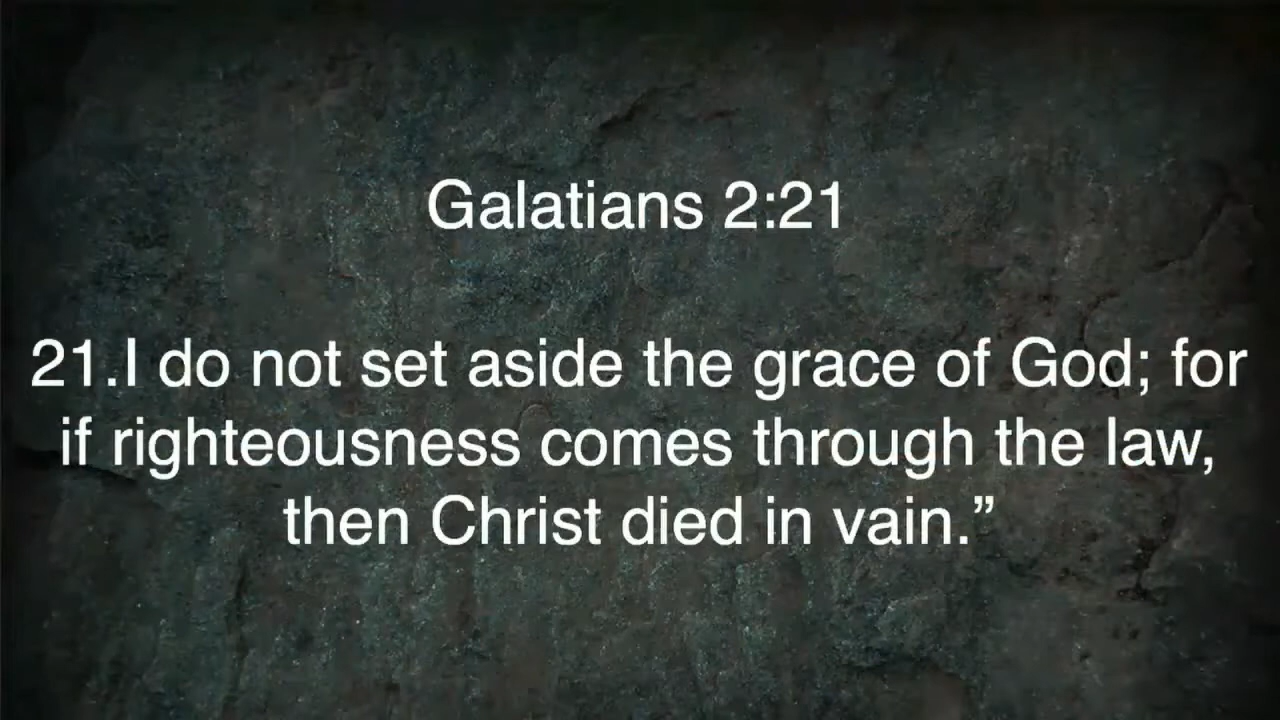 Galatians 2:21
21.I do not set aside the grace of God; for
if righteousness comes through the law,
then Christ died in vain.”